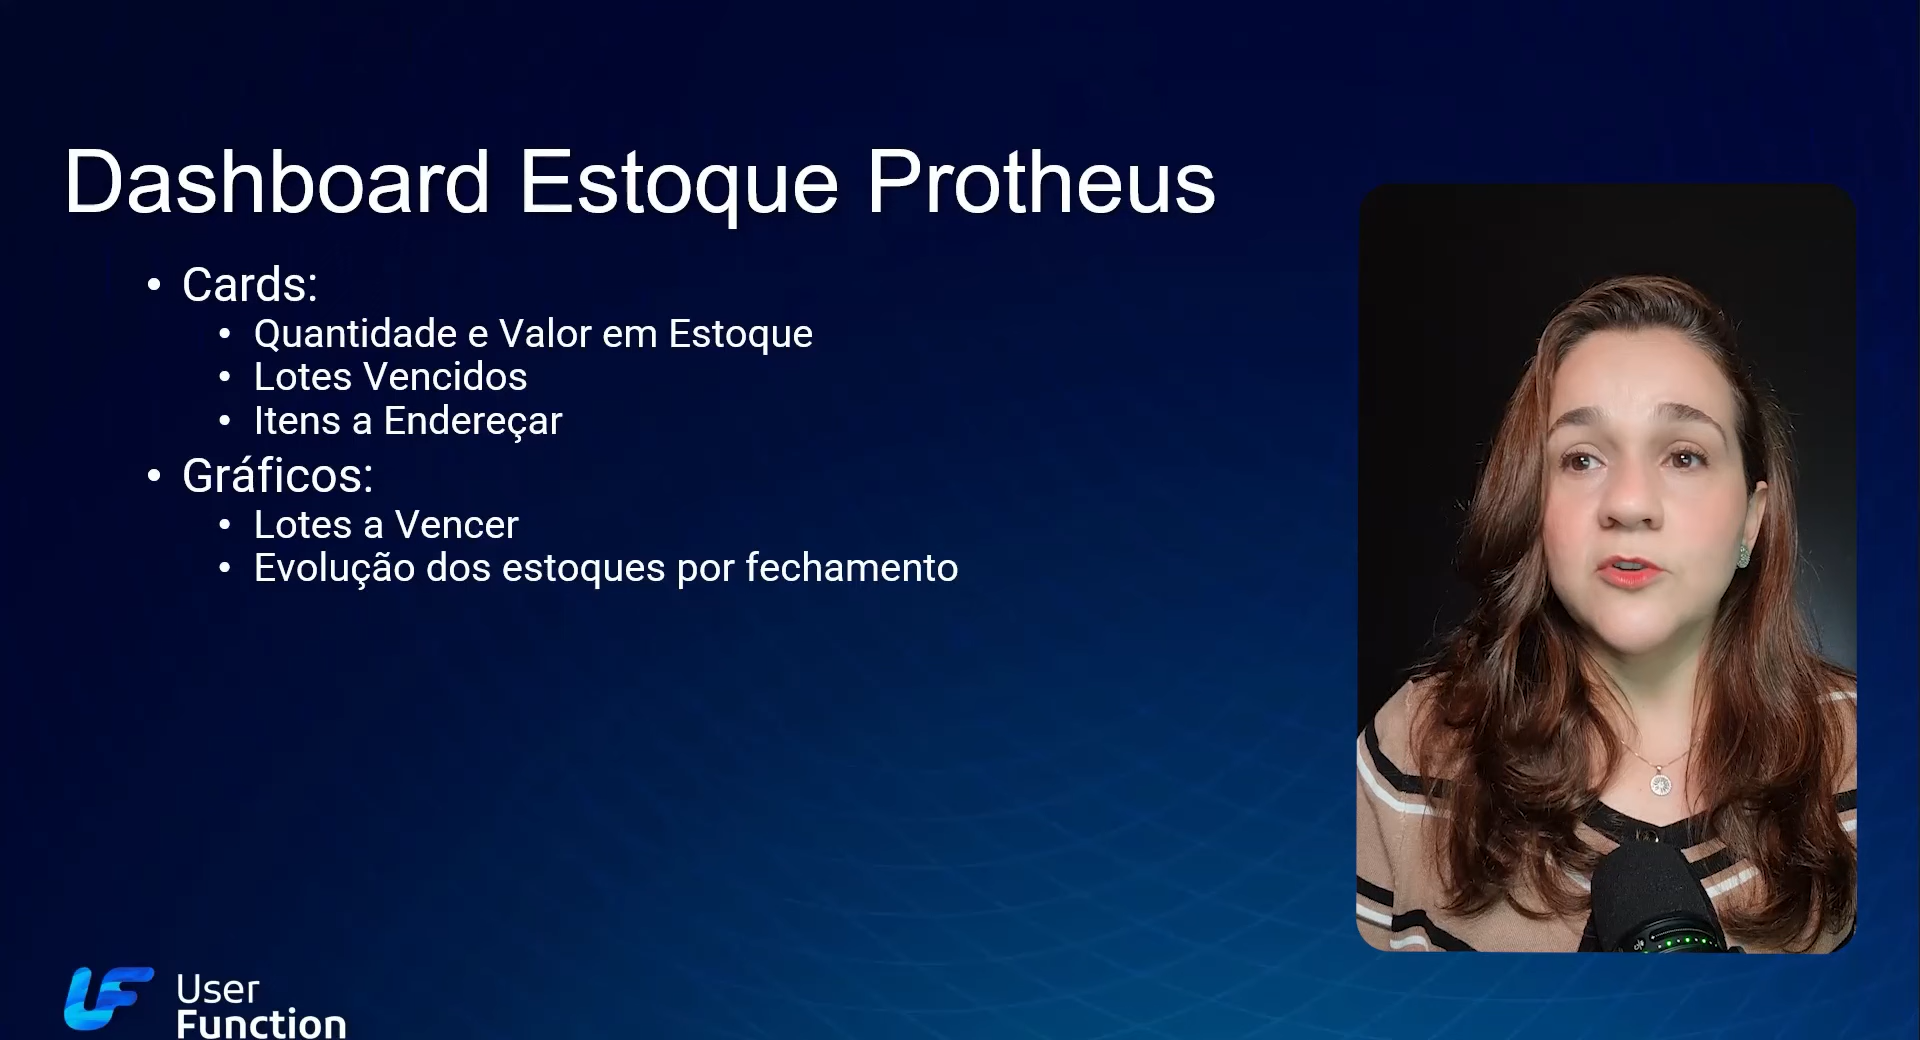 Dashboard Estoque Protheus
• Cards:
• Quantidade e Valor em Estoque
• Lotes Vencidos
• Itens a Endereçar
• Gráficos:
• Lotes a Vencer
• Evolução dos estoques por fechamento
UF
User
Function